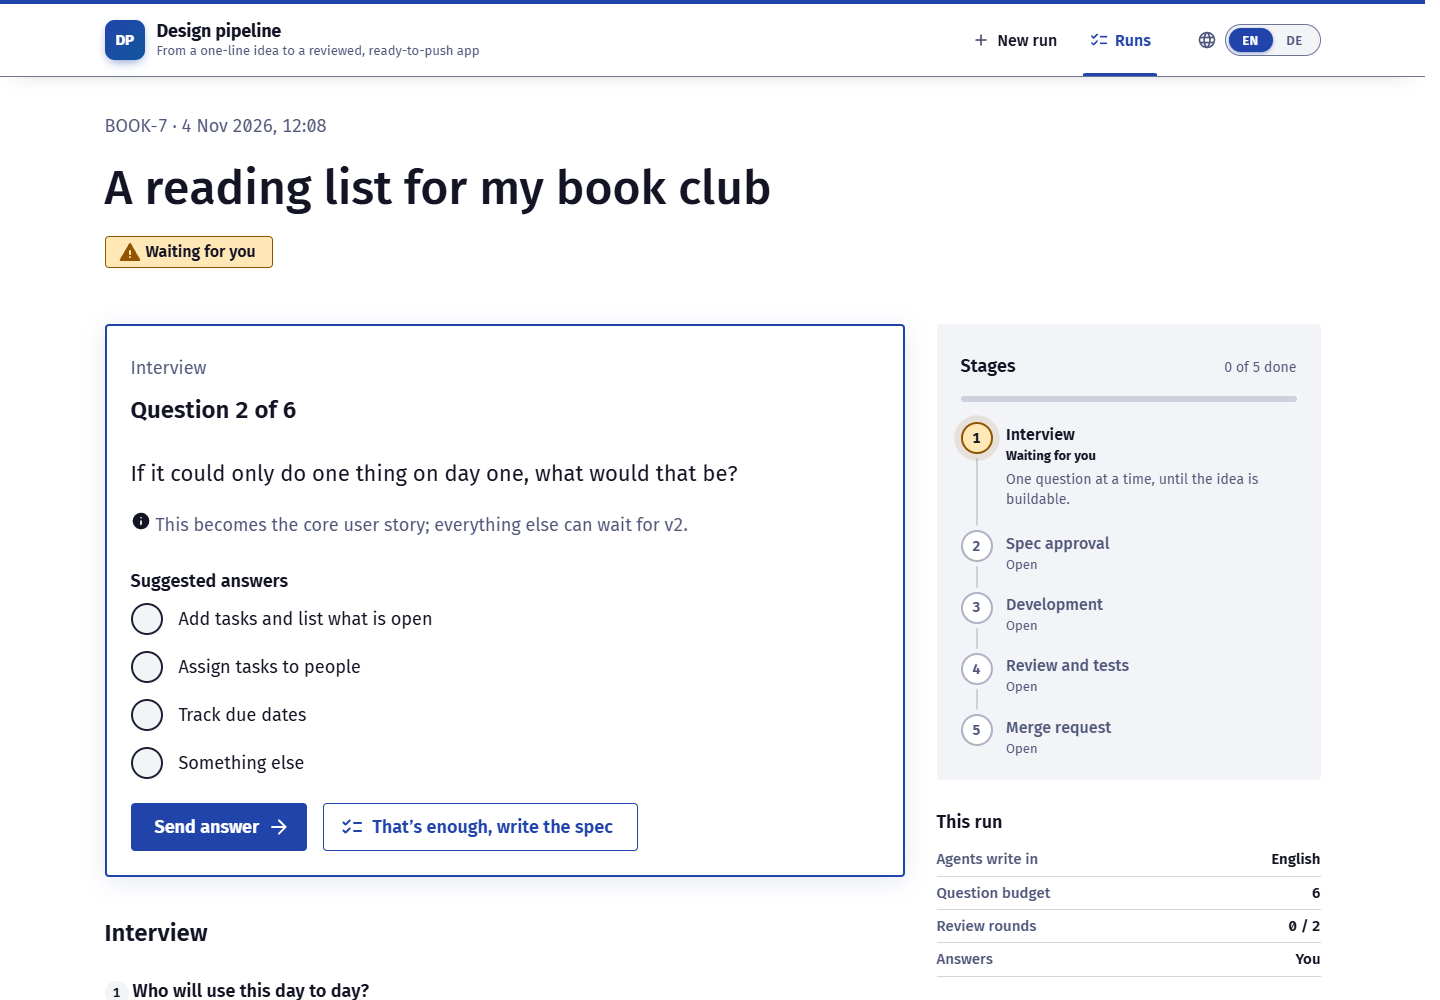 DP
Design pipeline
From a one-line idea to a reviewed, ready-to-push app
New run
Runs
EN
DE
BOOK-7 · 4 Nov 2026, 12:08
A reading list for my book club
Waiting for you
Interview
Question 2 of 6
If it could only do one thing on day one, what would that be?
This becomes the core user story; everything else can wait for v2.
Suggested answers
Add tasks and list what is open
Assign tasks to people
Track due dates
Something else
Send answer
That’s enough, write the spec
Interview
1 Who will use this day to day?
Stages
0 of 5 done
1
Interview
Waiting for you
One question at a time, until the idea is
buildable.
2
Spec approval
Open
3
Development
Open
4
Review and tests
Open
5
Merge request
Open
This run
Agents write in English
Question budget 6
Review rounds 0 / 2
Answers You